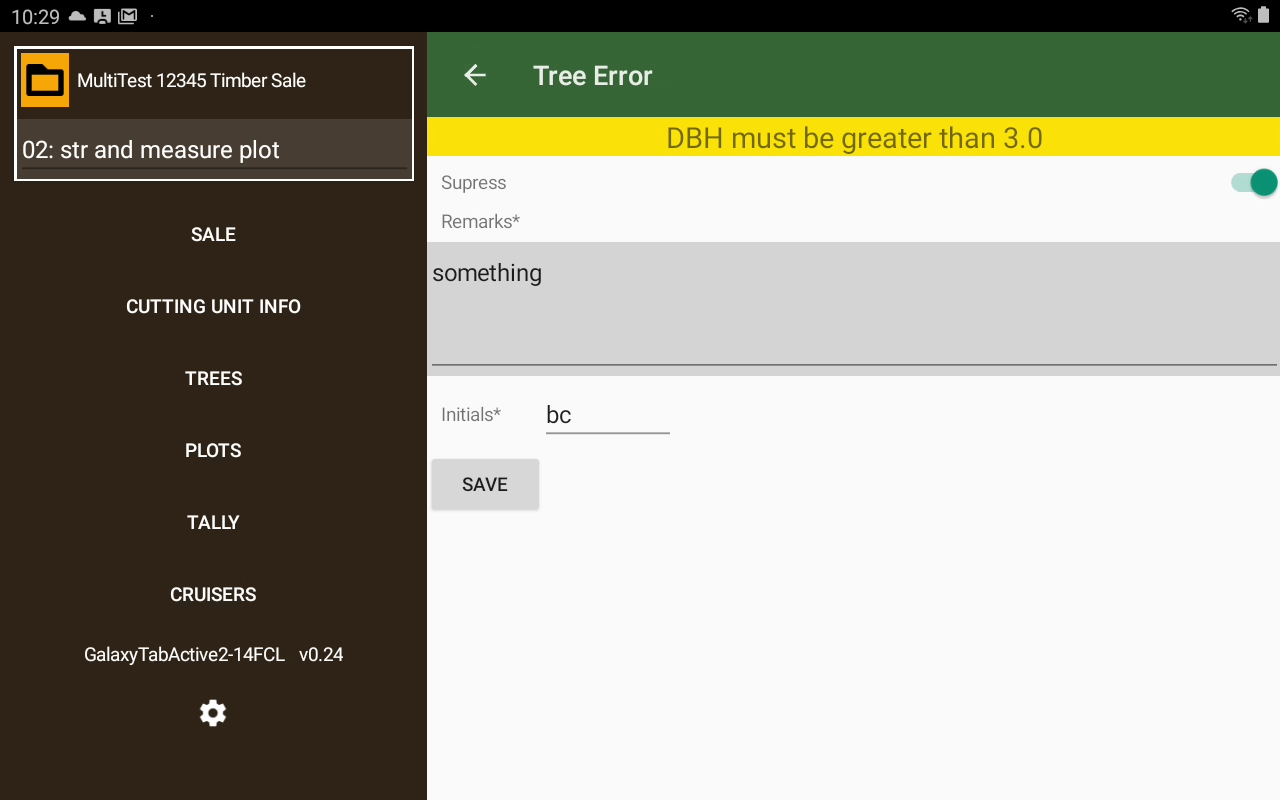 10:29
MultiTest 12345 Timber Sale
02: str and measure plot
SALE
CUTTING UNIT INFO
TREES
PLOTS
TALLY
CRUISERS
GalaxyTabActive2-14FCL v0.24
Tree Error
DBH must be greater than 3.0
Supress
Remarks*
something
Initials* bc
SAVE